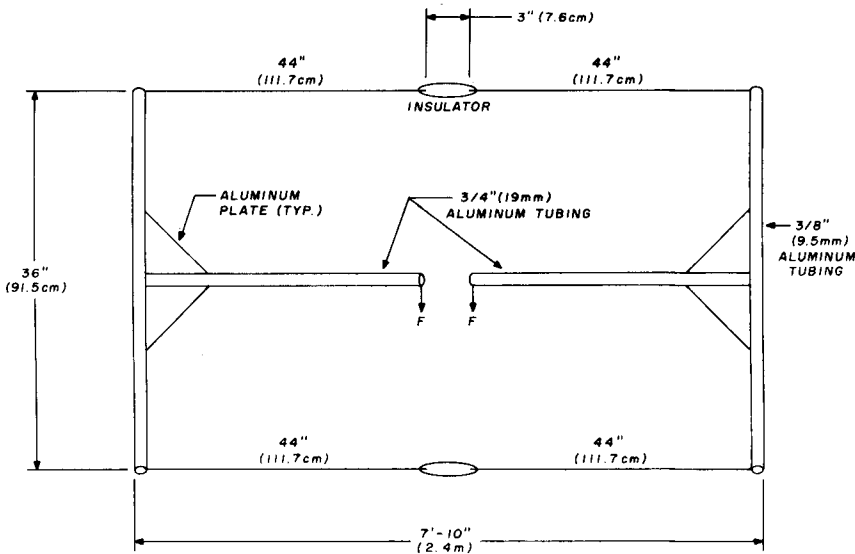 3" (7.6cm)
44"
(111.7cm)
44"
(111.7cm)
INSULATOR
ALUMINUM
PLATE (TYP.)
3/4" (19mm)
ALUMINUM TUBING
3/8"
(9.5mm)
ALUMINUM
TUBING
36"
(91.5cm)
F
F
44"
(111.7cm)
44"
(111.7cm)
7'-10"
(2.4m)